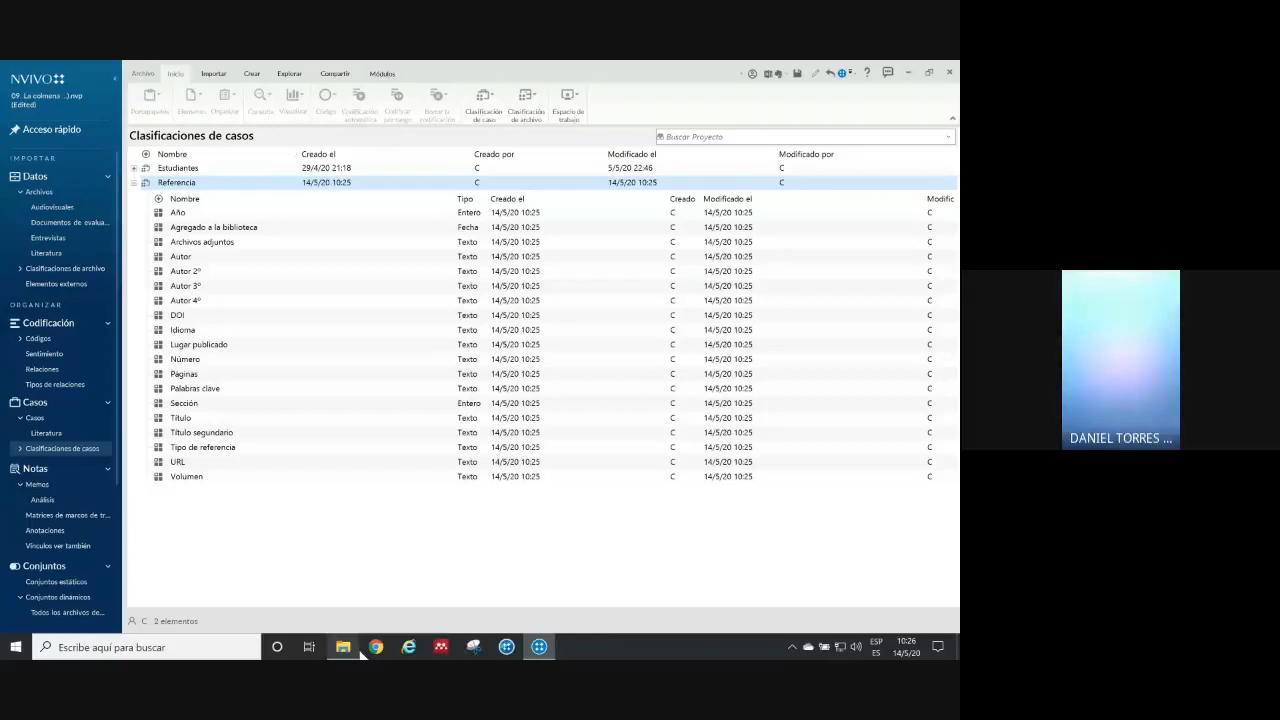 NVIVO
09. La colmena ...).nvp
(Edited)
Acceso rápido
IMPORTAR
Datos
Archivos
Audiovisuales
Documentos de evalua...
Entrevistas
Literatura
Clasificaciones de archivo
Elementos externos
ORGANIZAR
Codificación
Códigos
Sentimiento
Relaciones
Tipos de relaciones
Casos
Casos
Literatura
Clasificaciones de casos
Notas
Memos
Análisis
Matrices de marcos de tr...
Anotaciones
Vínculos ver también
Conjuntos
Conjuntos estáticos
Conjuntos dinámicos
Todos los archivos de...
Archivo Inicio Importar Crear Explorar Compartir Módulos
Portapapeles Elementos Organizar Consulta Visualizar Código Codificación automática Codificar por rango Borrar la codificación Clasificación de caso Clasificación de archivo Espacio de trabajo
Clasificaciones de casos
Buscar Proyecto
Nombre Creado el Creado por Modificado el Modificado por
Estudiantes 29/4/20 21:18 C 5/5/20 22:46 C
Referencia 14/5/20 10:25 C 14/5/20 10:25 C
Nombre Tipo Creado el Creado Modificado el Modific
Año Entero 14/5/20 10:25 C 14/5/20 10:25 C
Agregado a la biblioteca Fecha 14/5/20 10:25 C 14/5/20 10:25 C
Archivos adjuntos Texto 14/5/20 10:25 C 14/5/20 10:25 C
Autor Texto 14/5/20 10:25 C 14/5/20 10:25 C
Autor 2º Texto 14/5/20 10:25 C 14/5/20 10:25 C
Autor 3º Texto 14/5/20 10:25 C 14/5/20 10:25 C
Autor 4º Texto 14/5/20 10:25 C 14/5/20 10:25 C
DOI Texto 14/5/20 10:25 C 14/5/20 10:25 C
Idioma Texto 14/5/20 10:25 C 14/5/20 10:25 C
Lugar publicado Texto 14/5/20 10:25 C 14/5/20 10:25 C
Número Texto 14/5/20 10:25 C 14/5/20 10:25 C
Páginas Texto 14/5/20 10:25 C 14/5/20 10:25 C
Palabras clave Texto 14/5/20 10:25 C 14/5/20 10:25 C
Sección Entero 14/5/20 10:25 C 14/5/20 10:25 C
Título Texto 14/5/20 10:25 C 14/5/20 10:25 C
Título segundario Texto 14/5/20 10:25 C 14/5/20 10:25 C
Tipo de referencia Texto 14/5/20 10:25 C 14/5/20 10:25 C
URL Texto 14/5/20 10:25 C 14/5/20 10:25 C
Volumen Texto 14/5/20 10:25 C 14/5/20 10:25 C
C 2 elementos
Escribe aquí para buscar
ESP
ES
10:26
14/5/20
DANIEL TORRES ...